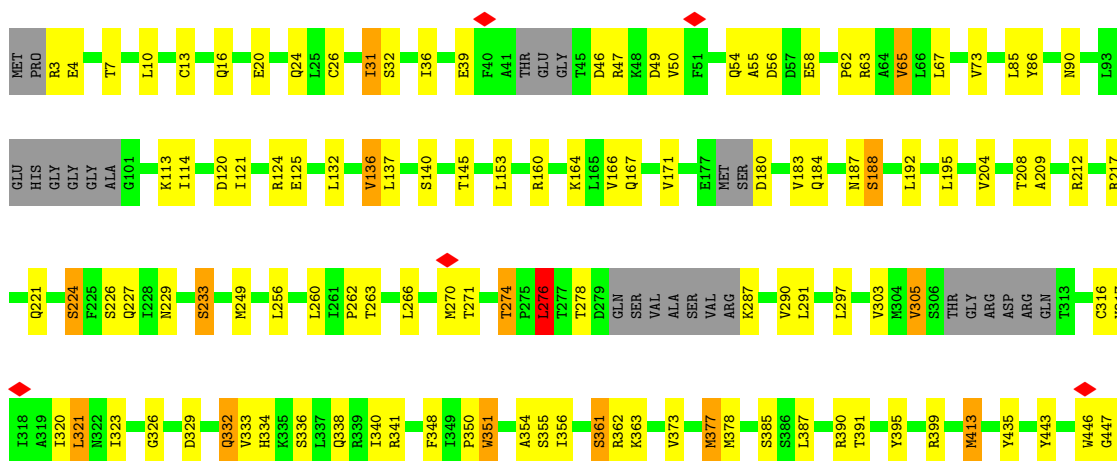 MET PRO R3 E4 T7 L10 C13 Q16 E20 Q24 L25 C26 I31 S32 I36 E39 F40 A41 THR GLU GLY T45 D46 R47 K48 D49 V50 F51 Q54 A55 D56 D57 E58 P62 R63 A64 V65 L66 L67 V73 L85 Y86 N90 L93
GLU HIS GLY GLY GLY ALA G101 K113 I114 D120 I121 R124 E125 L132 V136 L137 S140 T145 L153 R160 K164 L165 V166 Q167 V171 E177 MET SER D180 V183 Q184 N187 S188 L192 L195 V204 T208 A209 R212 R217
Q221 S224 F225 S226 Q227 I228 N229 S233 M249 L256 L260 I261 P262 T263 L266 M270 T271 T274 P275 L276 T277 T278 D279 GLN SER VAL ALA SER VAL ARG K287 V290 L291 L297 V303 M304 V305 S306 THR GLY ARG ASP ARG GLN T313 C316
I318 A319 I320 L321 N322 I323 G326 D329 Q332 V333 H334 K335 S336 L337 Q338 R339 I340 R341 F348 I349 P350 W351 A354 S355 I356 S361 R362 K363 V373 M377 M378 S385 S386 L387 R390 T391 Y395 R399 M413 Y435 Y443 W446 G447